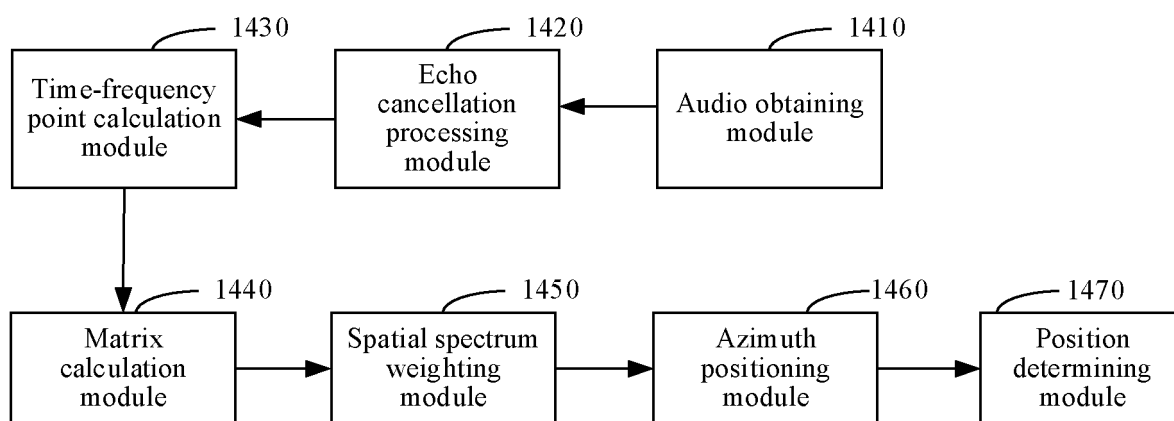 1430
1420
1410
Time-frequency
point calculation
module
Echo
cancellation
processing
module
Audio obtaining
module
1440
1450
1460
1470
Matrix
calculation
module
Spatial spectrum
weighting
module
Azimuth
positioning
module
Position
determining
module